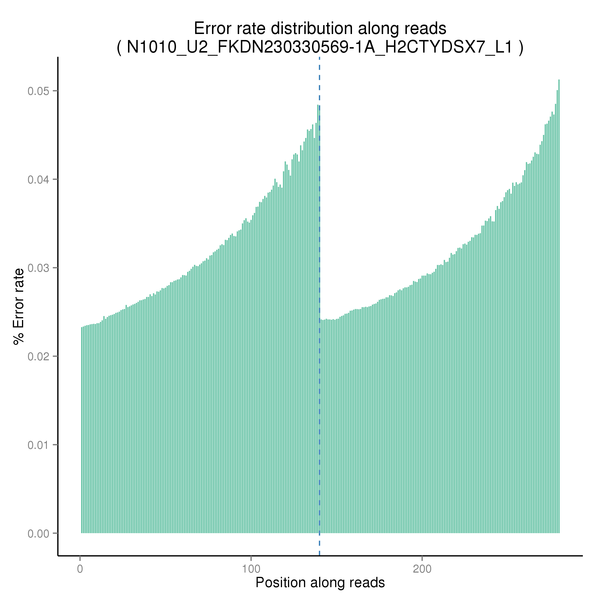 Error rate distribution along reads
( N1010_U2_FKDN230330569-1A_H2CTYDSX7_L1 )
% Error rate
0.05
0.04
0.03
0.02
0.01
0.00
0
100
200
Position along reads